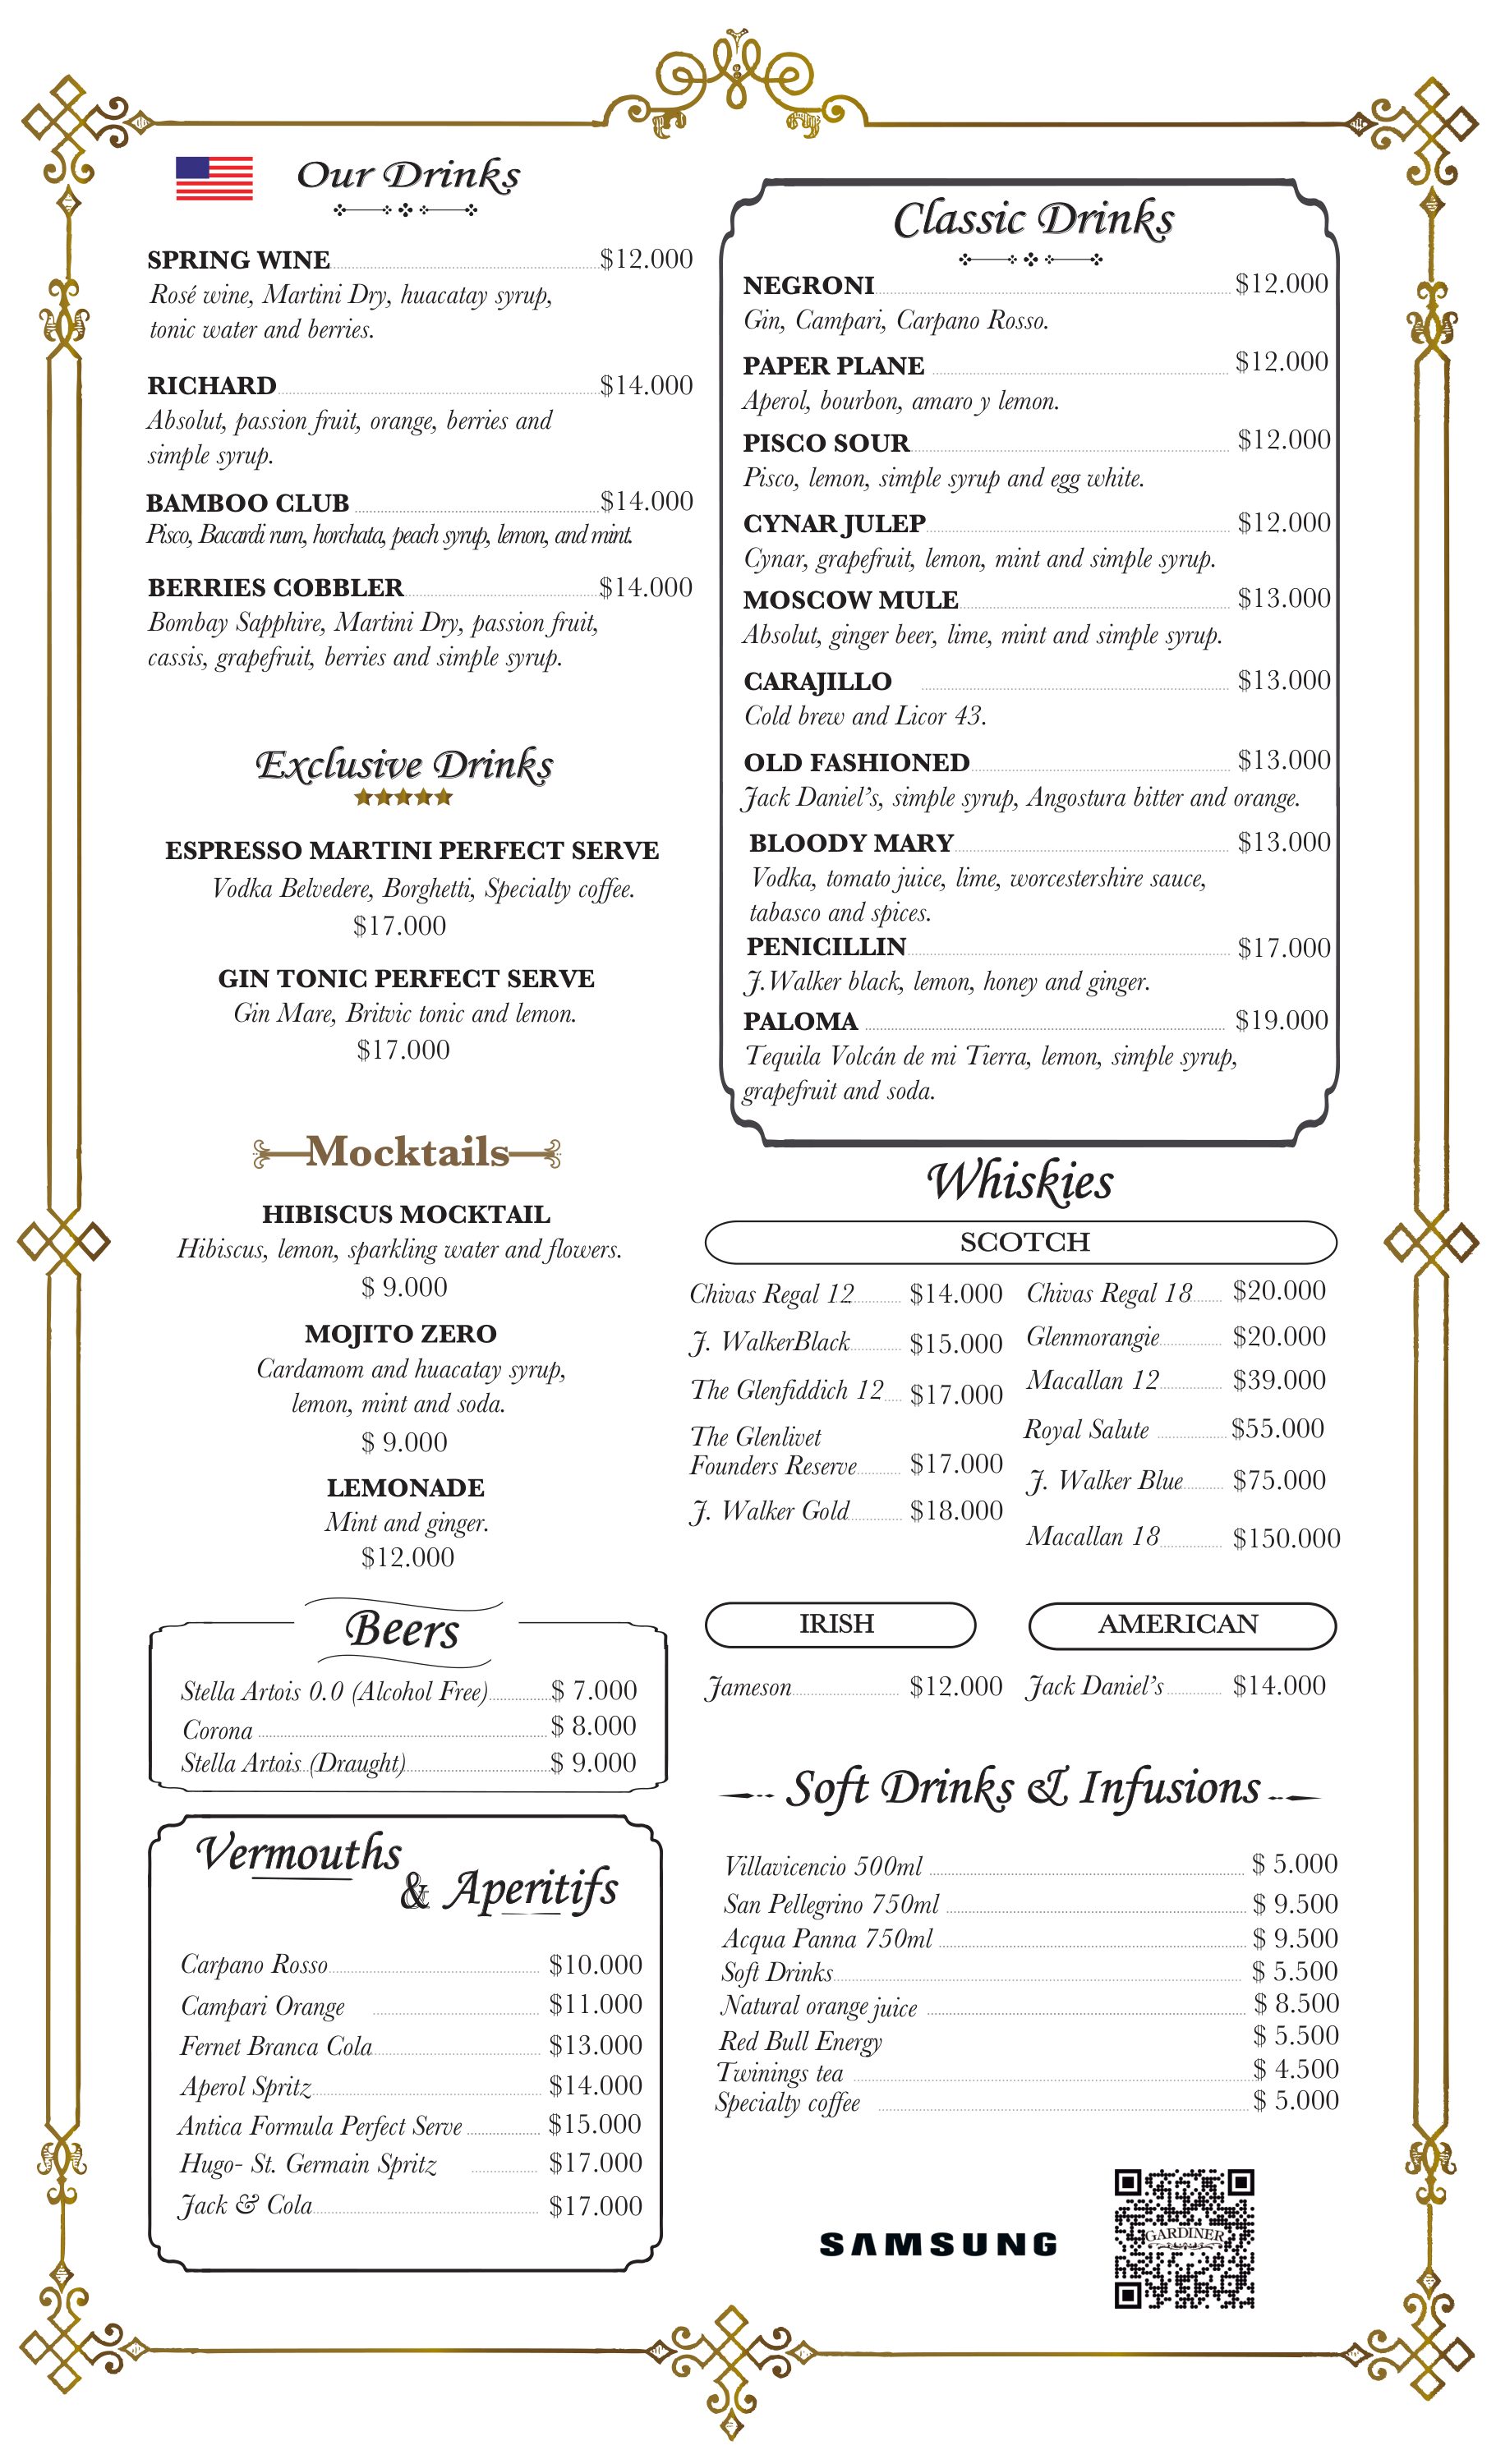 Our Drinks
SPRING WINE $12.000
Rosé wine, Martini Dry, huacatay syrup,
tonic water and berries.
RICHARD $14.000
Absolut, passion fruit, orange, berries and
simple syrup.
BAMBOO CLUB $14.000
Pisco, Bacardi rum, horchata, peach syrup, lemon, and mint.
BERRIES COBBLER $14.000
Bombay Sapphire, Martini Dry, passion fruit,
cassis, grapefruit, berries and simple syrup.
Exclusive Drinks
ESPRESSO MARTINI PERFECT SERVE
Vodka Belvedere, Borghetti, Specialty coffee.
$17.000
GIN TONIC PERFECT SERVE
Gin Mare, Britvic tonic and lemon.
$17.000
Mocktails
HIBISCUS MOCKTAIL
Hibiscus, lemon, sparkling water and flowers.
$ 9.000
MOJITO ZERO
Cardamom and huacatay syrup,
lemon, mint and soda.
$ 9.000
LEMONADE
Mint and ginger.
$12.000
Beers
Stella Artois 0.0 (Alcohol Free) $ 7.000
Corona $ 8.000
Stella Artois (Draught) $ 9.000
Vermouths
& Aperitifs
Carpano Rosso $10.000
Campari Orange $11.000
Fernet Branca Cola $13.000
Aperol Spritz $14.000
Antica Formula Perfect Serve $15.000
Hugo- St. Germain Spritz $17.000
Jack & Cola $17.000
Classic Drinks
NEGRONI $12.000
Gin, Campari, Carpano Rosso.
PAPER PLANE $12.000
Aperol, bourbon, amaro y lemon.
PISCO SOUR $12.000
Pisco, lemon, simple syrup and egg white.
CYNAR JULEP $12.000
Cynar, grapefruit, lemon, mint and simple syrup.
MOSCOW MULE $13.000
Absolut, ginger beer, lime, mint and simple syrup.
CARAJILLO $13.000
Cold brew and Licor 43.
OLD FASHIONED $13.000
Jack Daniel's, simple syrup, Angostura bitter and orange.
BLOODY MARY $13.000
Vodka, tomato juice, lime, worcestershire sauce,
tabasco and spices.
PENICILLIN $17.000
J.Walker black, lemon, honey and ginger.
PALOMA $19.000
Tequila Volcán de mi Tierra, lemon, simple syrup,
grapefruit and soda.
Whiskies
SCOTCH
Chivas Regal 12 $14.000
J. WalkerBlack $15.000
The Glenfiddich 12 $17.000
The Glenlivet
Founders Reserve $17.000
J. Walker Gold $18.000
Chivas Regal 18 $20.000
Glenmorangie $20.000
Macallan 12 $39.000
Royal Salute $55.000
J. Walker Blue $75.000
Macallan 18 $150.000
IRISH
Jameson $12.000
AMERICAN
Jack Daniel's $14.000
Soft Drinks & Infusions
Villavicencio 500ml $ 5.000
San Pellegrino 750ml $ 9.500
Acqua Panna 750ml $ 9.500
Soft Drinks $ 5.500
Natural orange juice $ 8.500
Red Bull Energy $ 5.500
Twinings tea $ 4.500
Specialty coffee $ 5.000
SAMSUNG
GARDINER